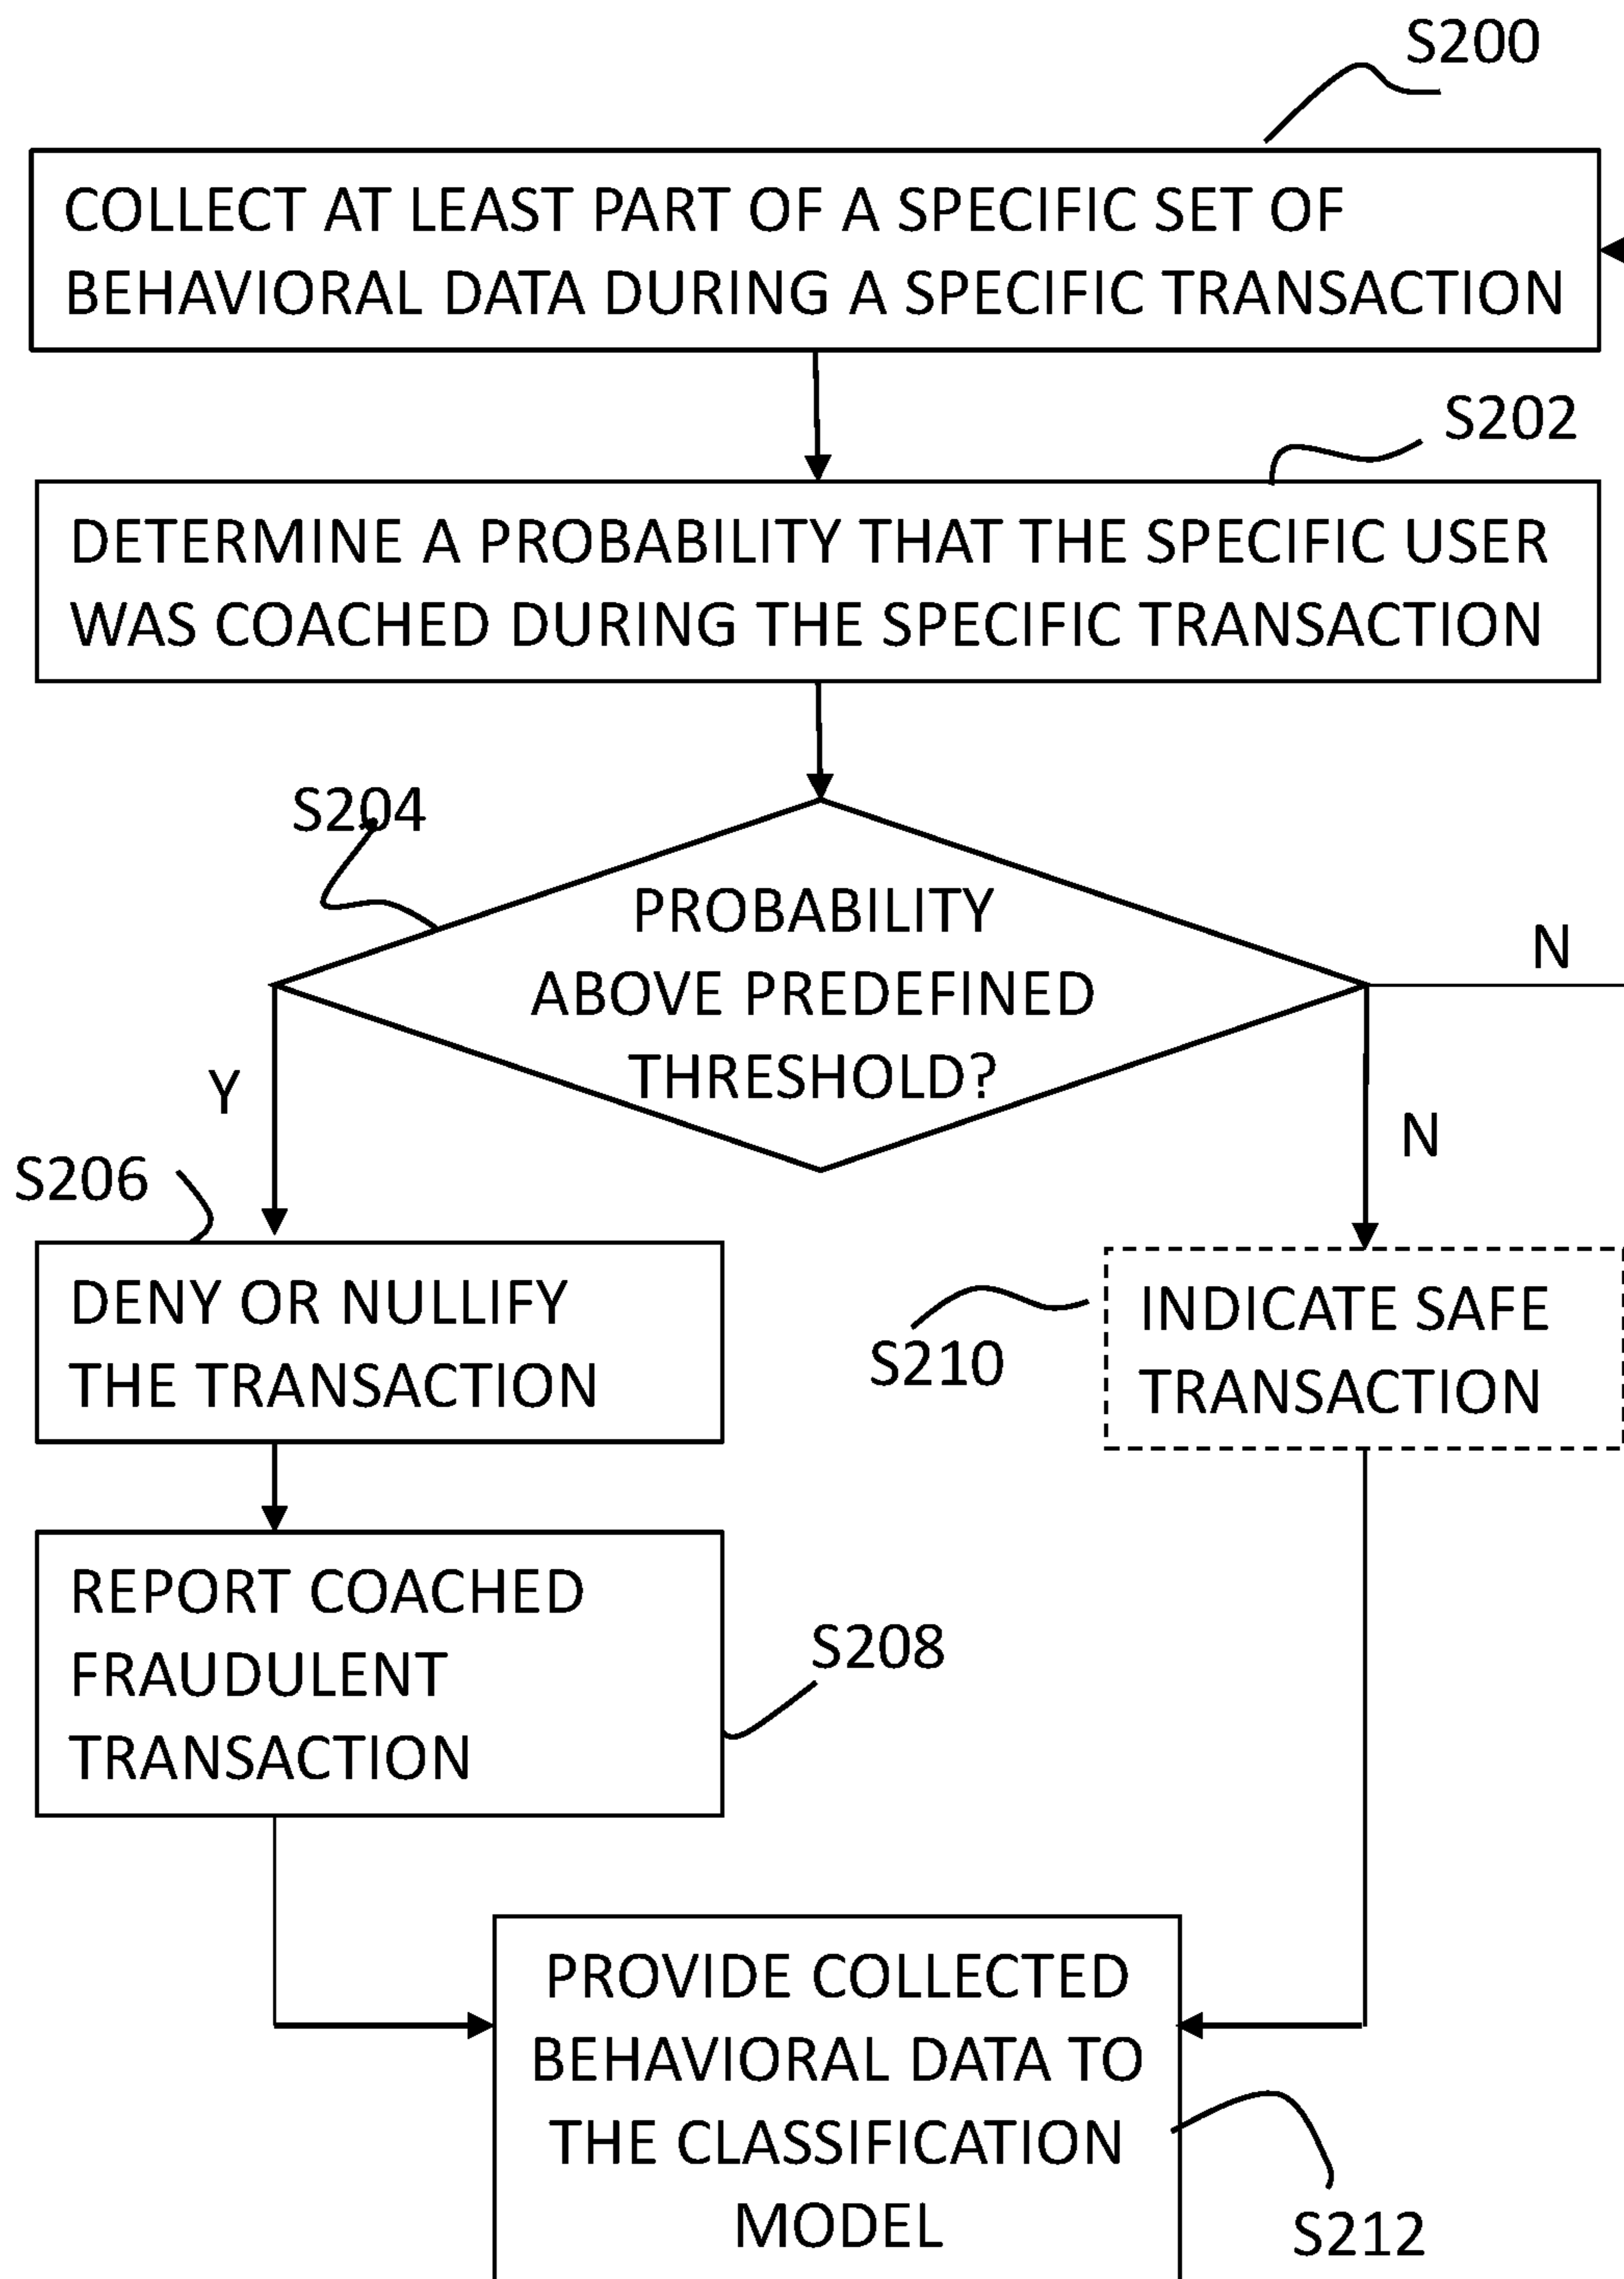 S200
COLLECT AT LEAST PART OF A SPECIFIC SET OF
BEHAVIORAL DATA DURING A SPECIFIC TRANSACTION
S202
DETERMINE A PROBABILITY THAT THE SPECIFIC USER
WAS COACHED DURING THE SPECIFIC TRANSACTION
S204
PROBABILITY
ABOVE PREDEFINED
THRESHOLD?
N
Y
N
S206
DENY OR NULLIFY
THE TRANSACTION
S210
INDICATE SAFE
TRANSACTION
REPORT COACHED
FRAUDULENT
TRANSACTION
S208
PROVIDE COLLECTED
BEHAVIORAL DATA TO
THE CLASSIFICATION
MODEL
S212